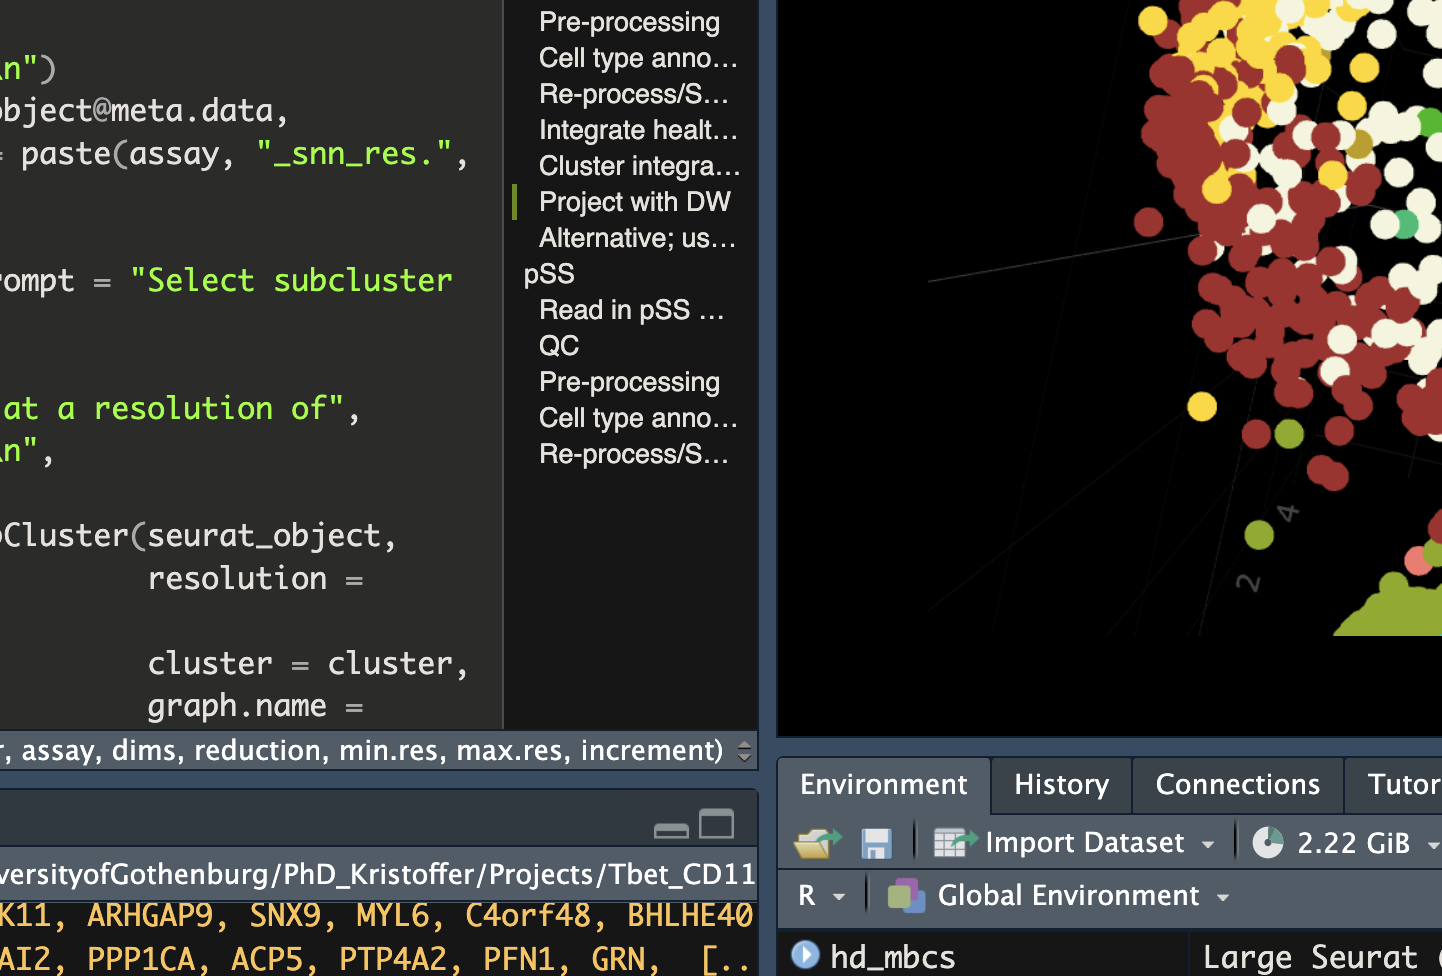 \n")
object@meta.data,
= paste(assay, "_snn_res.",
prompt = "Select subcluster
at a resolution of",
\n",
Cluster(seurat_object,
resolution =
cluster = cluster,
graph.name =
, assay, dims, reduction, min.res, max.res, increment)
Pre-processing
Cell type anno...
Re-process/S...
Integrate healt...
Cluster integra...
Project with DW
Alternative; us...
pSS
Read in pSS ...
QC
Pre-processing
Cell type anno...
Re-process/S...
4
2
versityofGothenburg/PhD_Kristoffer/Projects/Tbet_CD11
K11, ARHGAP9, SNX9, MYL6, C4orf48, BHLHE40
AI2, PPP1CA, ACP5, PTP4A2, PFN1, GRN, [..
Environment History Connections Tutor
Import Dataset 2.22 GiB
R Global Environment
hd_mbcs Large Seurat